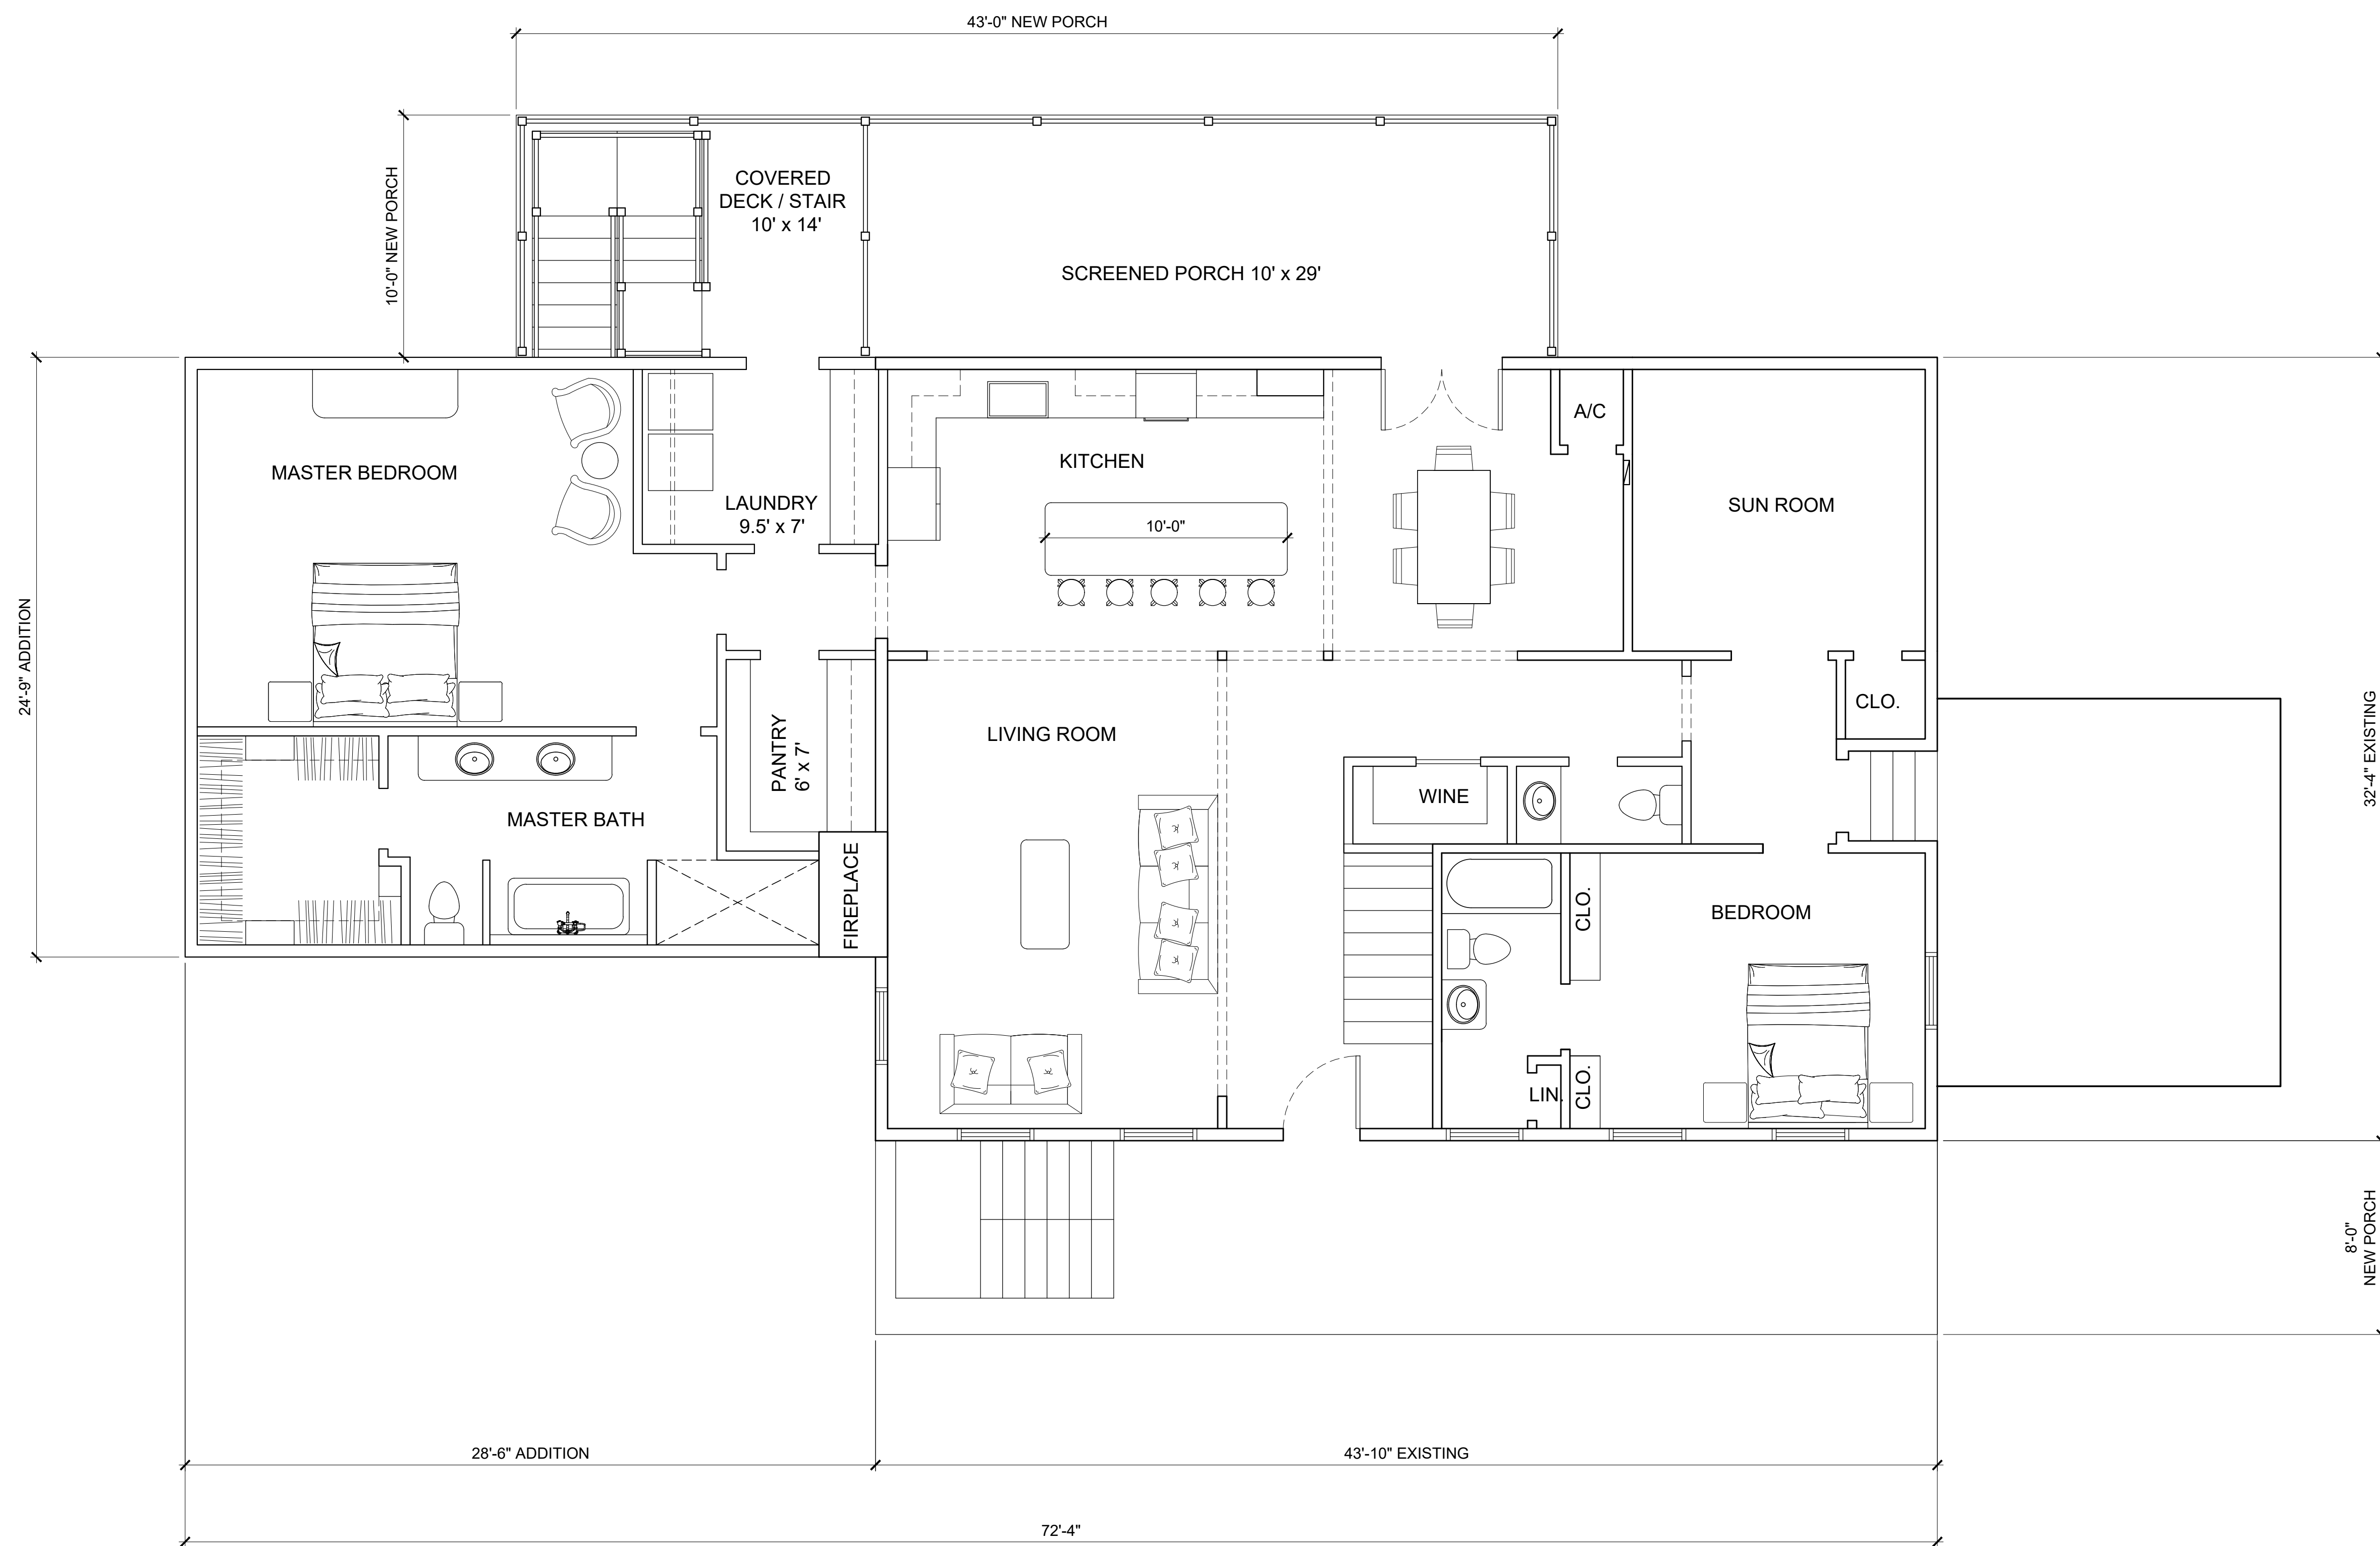 43'-0" NEW PORCH
10'-0" NEW PORCH
COVERED
DECK / STAIR
10' x 14'
SCREENED PORCH 10' x 29'
A/C
MASTER BEDROOM
KITCHEN
LAUNDRY
9.5' x 7'
SUN ROOM
10'-0"
24'-9" ADDITION
CLO.
LIVING ROOM
PANTRY
6' x 7'
32'-4" EXISTING
WINE
MASTER BATH
FIREPLACE
CLO.
BEDROOM
LIN.
CLO.
8'-0"
NEW PORCH
28'-6" ADDITION
43'-10" EXISTING
72'-4"